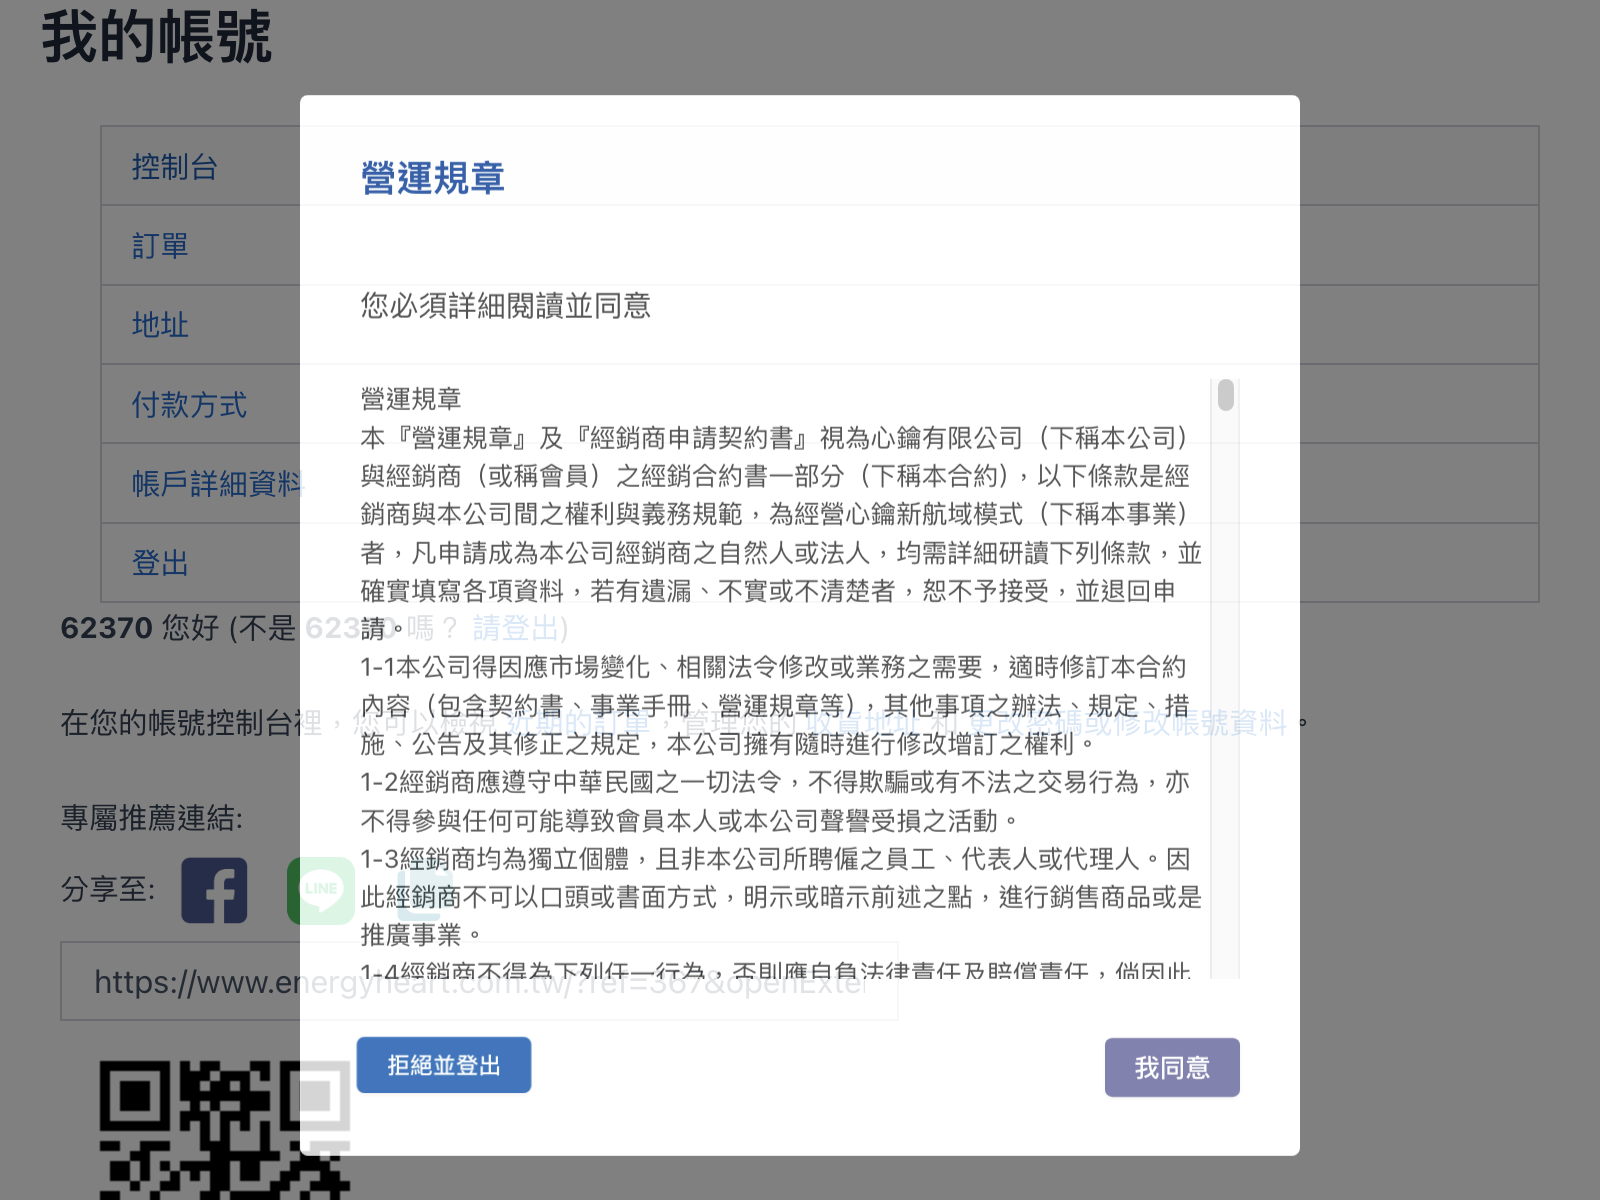 我的帳號
控制台
訂單
地址
付款方式
帳戶詳細資料
登出
62370 您好 (不是 62370 嗎？ 請登出)
在您的帳號控制台裡，您可以檢視 近期的訂單，管理您的 收貨地址 和 更改密碼或修改帳號資料。
專屬推薦連結:
分享至:
LINE
https://www.energyheart.com.tw/?ref=367&openExte
營運規章
您必須詳細閱讀並同意
營運規章
本『營運規章』及『經銷商申請契約書』視為心鑰有限公司（下稱本公司）
與經銷商（或稱會員）之經銷合約書一部分（下稱本合約），以下條款是經
銷商與本公司間之權利與義務規範，為經營心鑰新航域模式（下稱本事業）
者，凡申請成為本公司經銷商之自然人或法人，均需詳細研讀下列條款，並
確實填寫各項資料，若有遺漏、不實或不清楚者，恕不予接受，並退回申
請。
1-1本公司得因應市場變化、相關法令修改或業務之需要，適時修訂本合約
內容（包含契約書、事業手冊、營運規章等），其他事項之辦法、規定、措
施、公告及其修正之規定，本公司擁有隨時進行修改增訂之權利。
1-2經銷商應遵守中華民國之一切法令，不得欺騙或有不法之交易行為，亦
不得參與任何可能導致會員本人或本公司聲譽受損之活動。
1-3經銷商均為獨立個體，且非本公司所聘僱之員工、代表人或代理人。因
此經銷商不可以口頭或書面方式，明示或暗示前述之點，進行銷售商品或是
推廣事業。
1-4經銷商不得為下列任一行為，否則應自負法律責任及賠償責任，倘因此
拒絕並登出
我同意